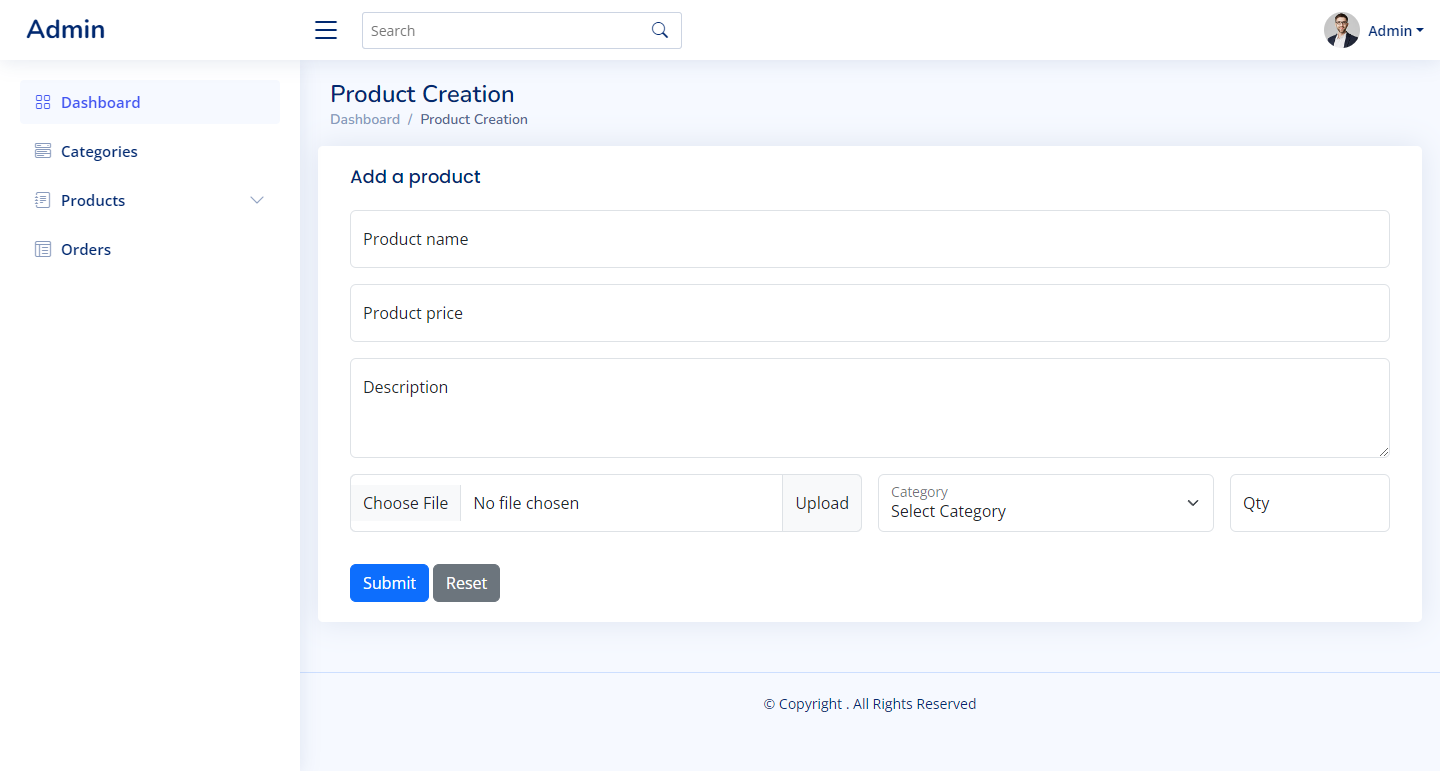 Admin
Search
Admin
Dashboard
Categories
Products
Orders
Product Creation
Dashboard / Product Creation
Add a product
Product name
Product price
Description
Choose File No file chosen Upload
Category
Select Category
Qty
Submit Reset
© Copyright . All Rights Reserved